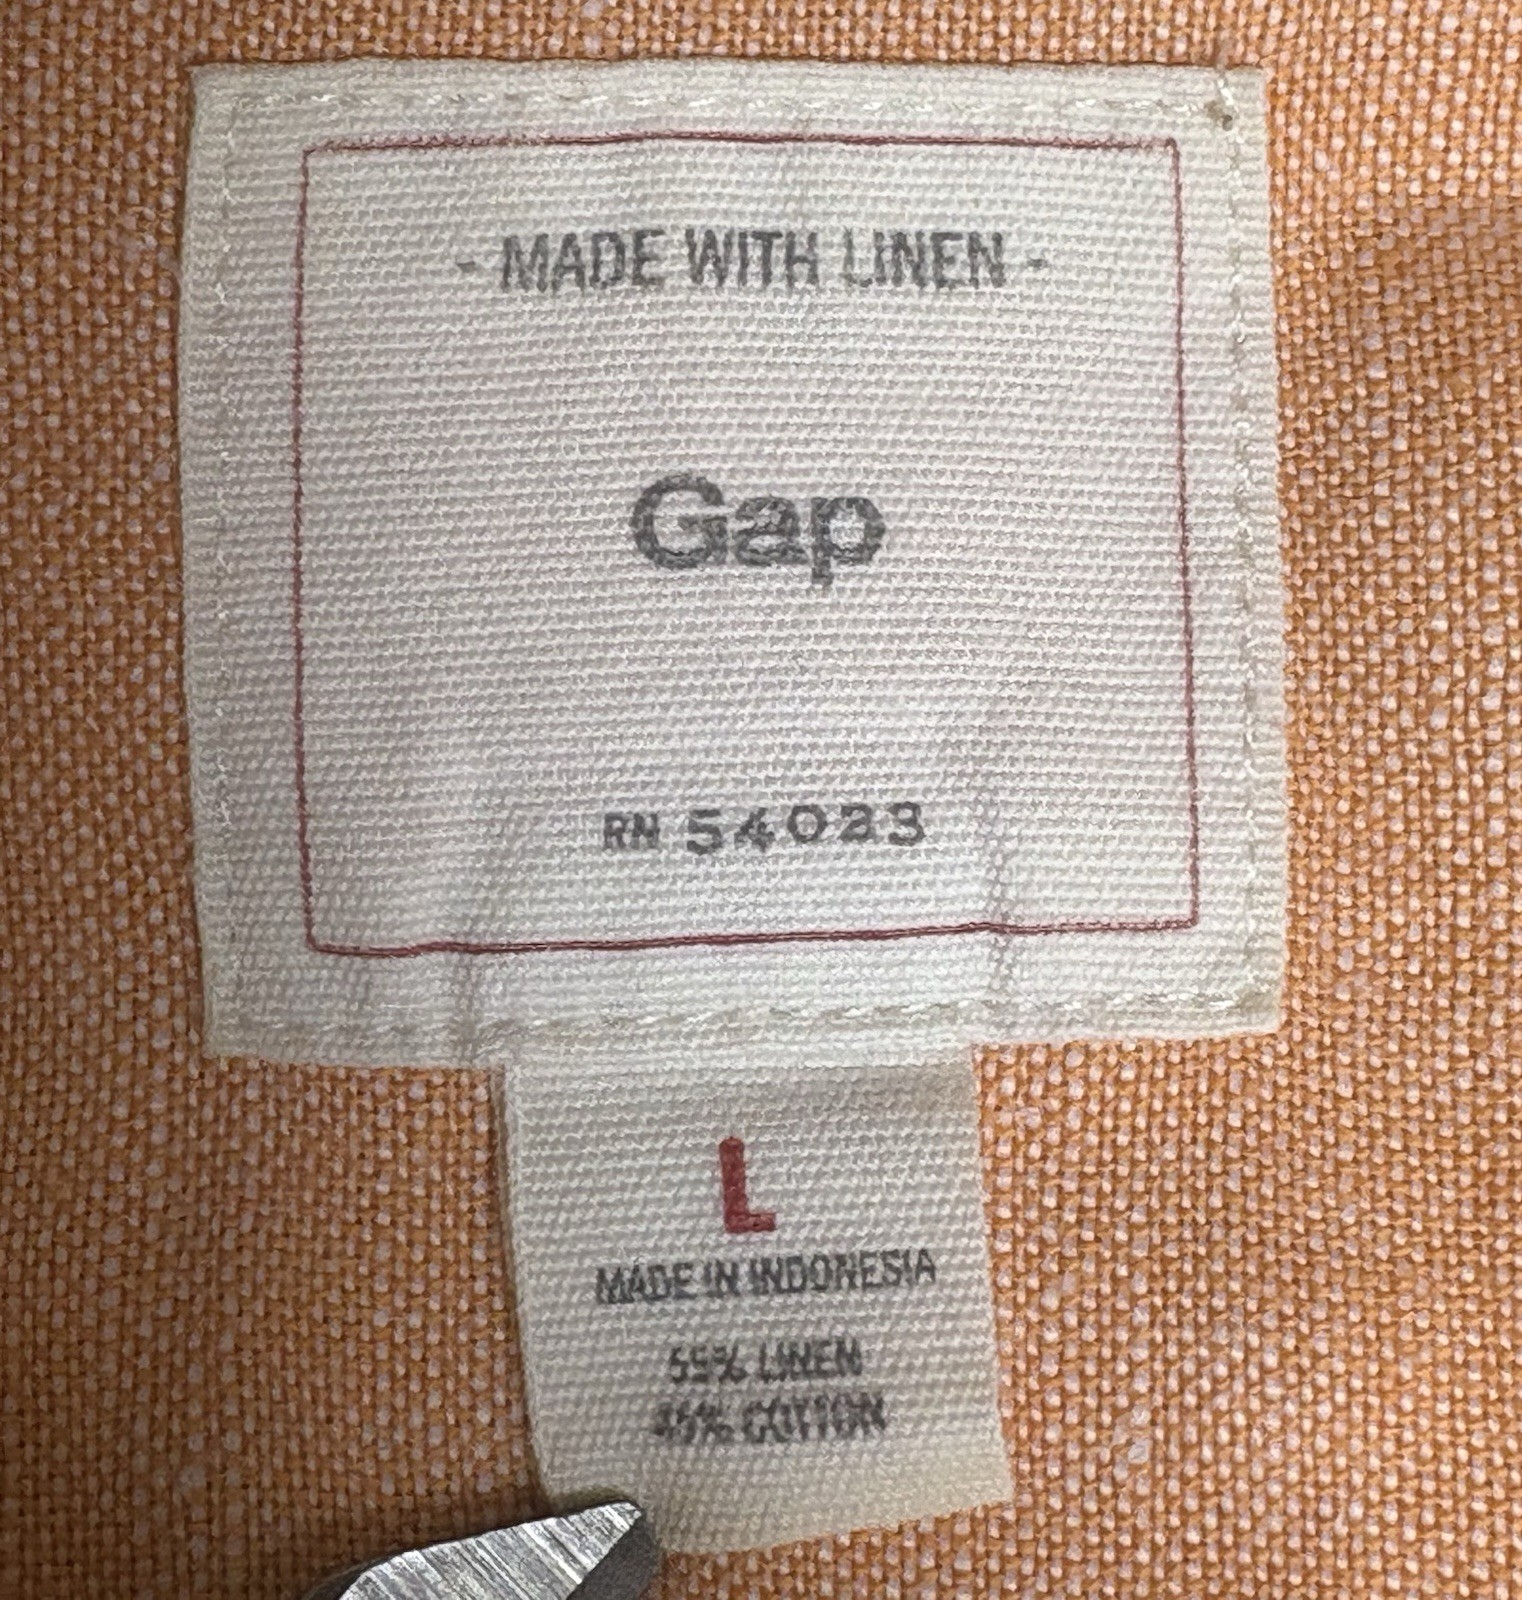 - MADE WITH LINEN -
Gap
RN 54023
L
MADE IN INDONESIA
55% LINEN
45% COTTON